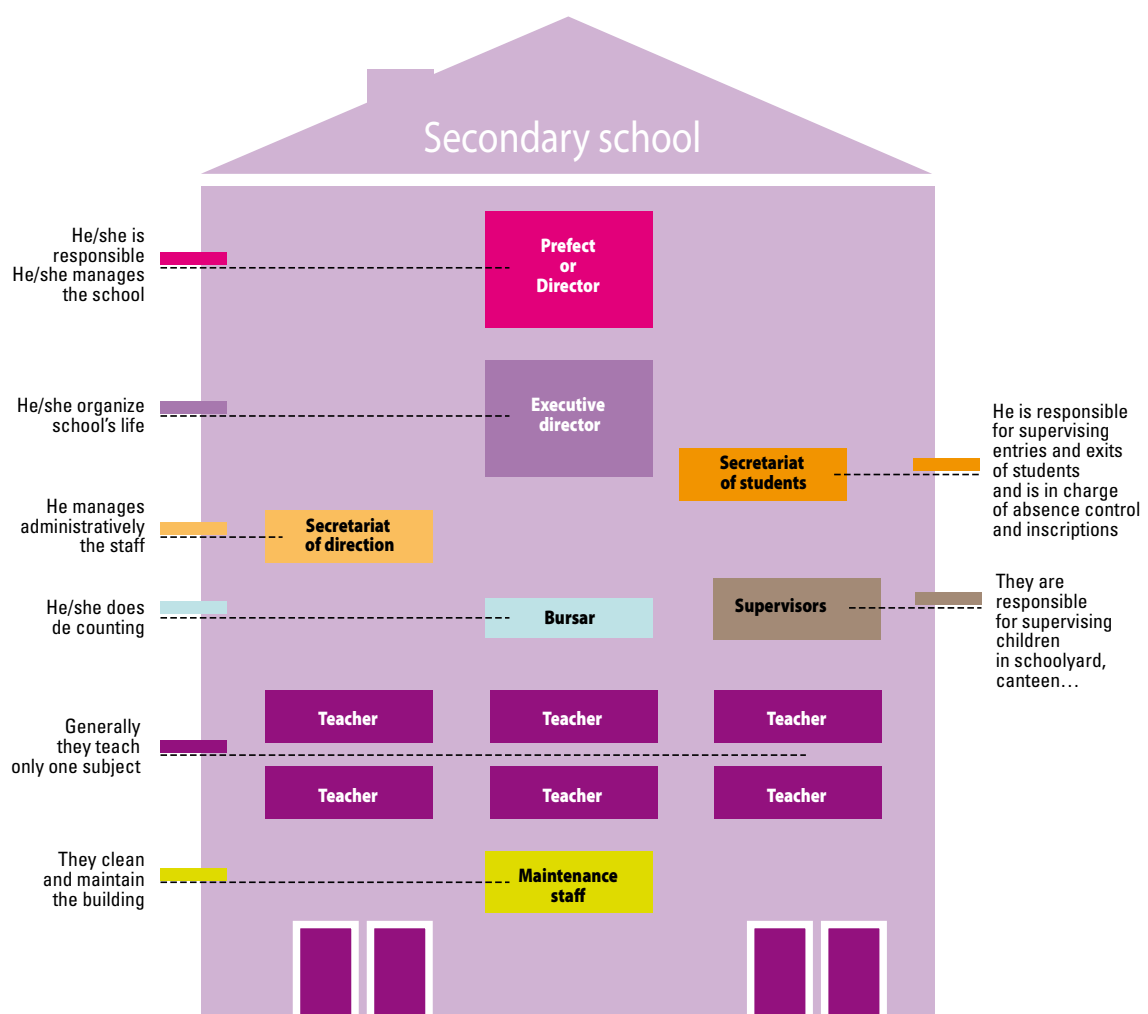 Secondary school
He/she is
responsible
He/she manages
the school
Prefect
or
Director
He/she organize
school's life
Executive
director
He is responsible
for supervising
entries and exits
of students
and is in charge
of absence control
and inscriptions
Secretariat
of students
He manages
administratively
the staff
Secretariat
of direction
They are
responsible
for supervising
children
in schoolyard,
canteen…
He/she does
de counting
Bursar
Supervisors
Generally
they teach
only one subject
Teacher
Teacher
Teacher
Teacher
Teacher
Teacher
They clean
and maintain
the building
Maintenance
staff